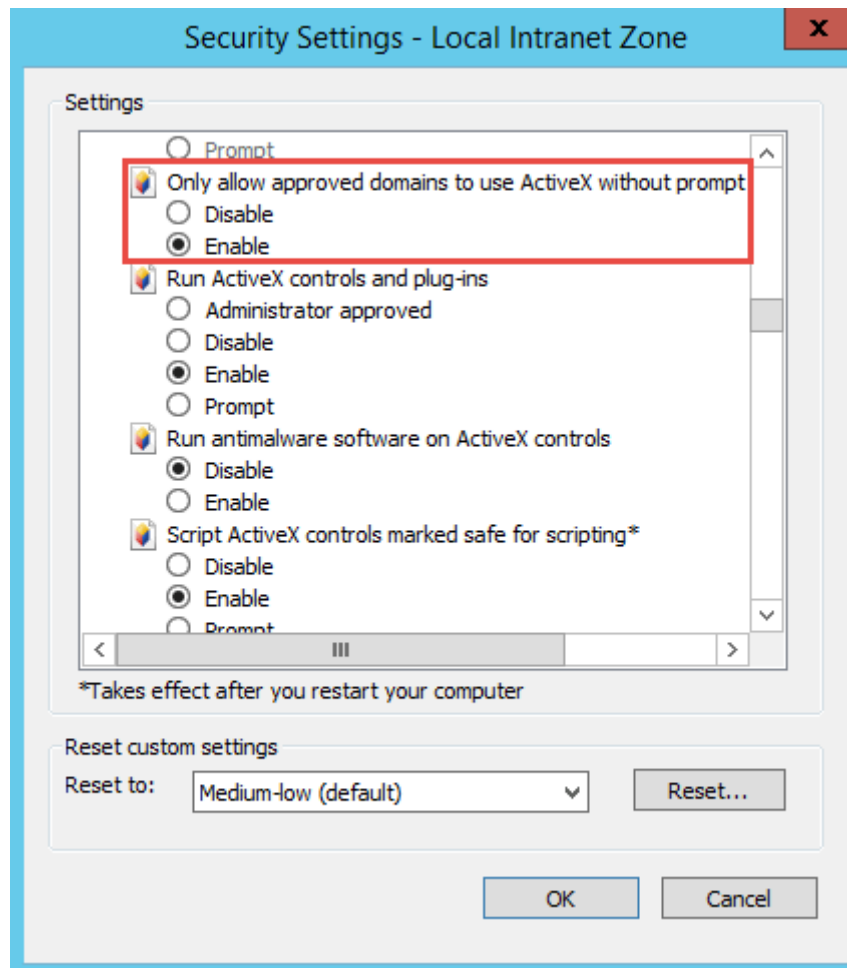 Security Settings - Local Intranet Zone
x
Settings
Prompt
Only allow approved domains to use ActiveX without prompt
Disable
Enable
Run ActiveX controls and plug-ins
Administrator approved
Disable
Enable
Prompt
Run antimalware software on ActiveX controls
Disable
Enable
Script ActiveX controls marked safe for scripting*
Disable
Enable
Prompt
*Takes effect after you restart your computer
Reset custom settings
Reset to: Medium-low (default) Reset...
OK Cancel